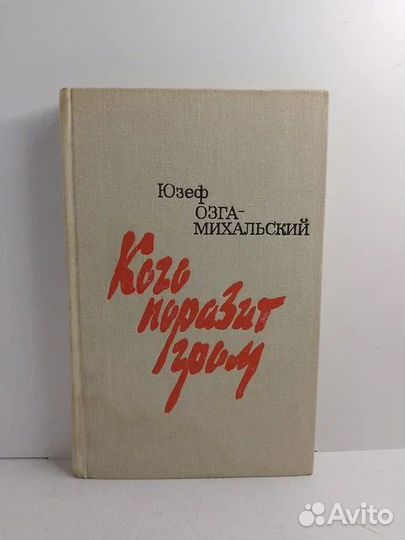 Юзеф
ОЗГА-
МИХАЛЬСКИЙ
Кого
поразит
гром
Avito